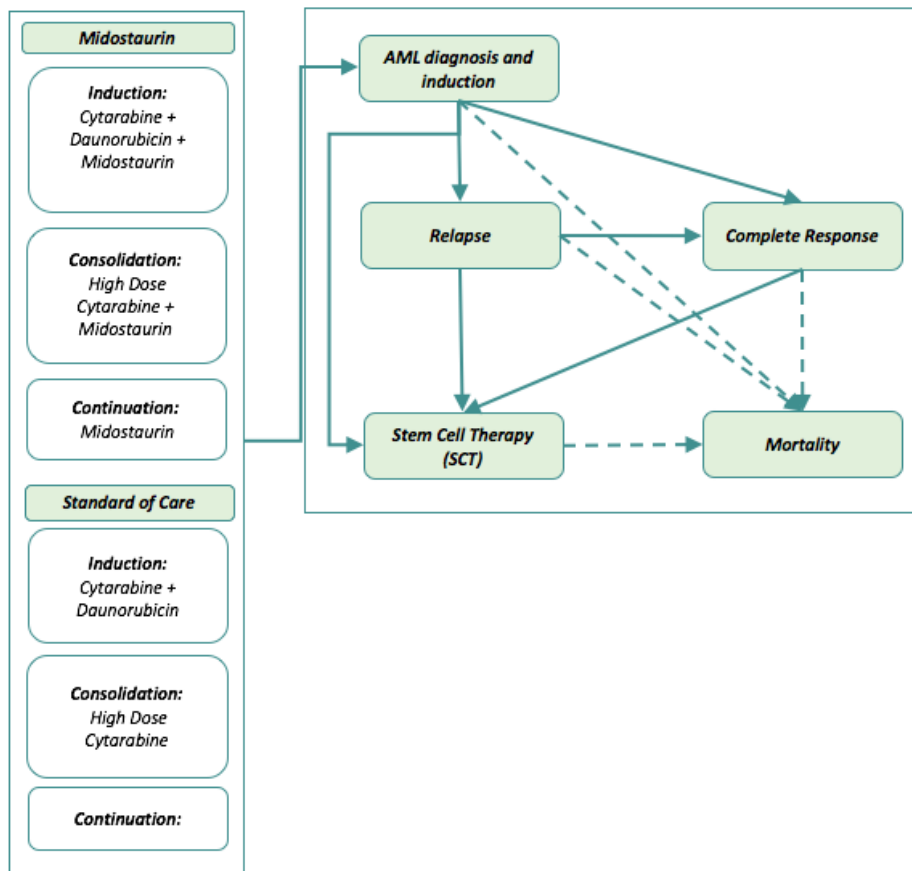 Midostaurin
Induction:
Cytarabine +
Daunorubicin +
Midostaurin
Consolidation:
High Dose
Cytarabine +
Midostaurin
Continuation:
Midostaurin
Standard of Care
Induction:
Cytarabine +
Daunorubicin
Consolidation:
High Dose
Cytarabine
Continuation:
AML diagnosis and
induction
Relapse
Complete Response
Stem Cell Therapy
(SCT)
Mortality